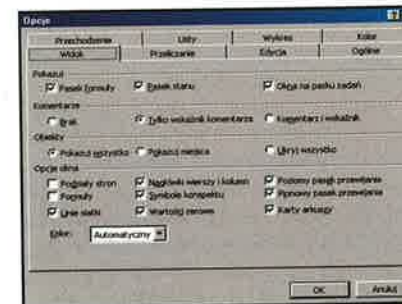 Opcje
Przechodzenie Listy Wykres Kolor
Widok Przeliczanie Edycja Ogólne
Pokazuj
Pasek formuły Pasek stanu Okna na pasku zadań
Komentarze
Brak Tylko wskaźnik komentarza Komentarz i wskaźnik
Obiekty
Pokazuj wszystko Pokazuj miejsca Ukryj wszystko
Opcje okna
Podziały stron Nagłówki wierszy i kolumn Poziomy pasek przewijania
Formuły Symbole konspektu Pionowy pasek przewijania
Linie siatki Wartości zerowe Karty arkuszy
Kolor: Automatyczny
OK Anuluj